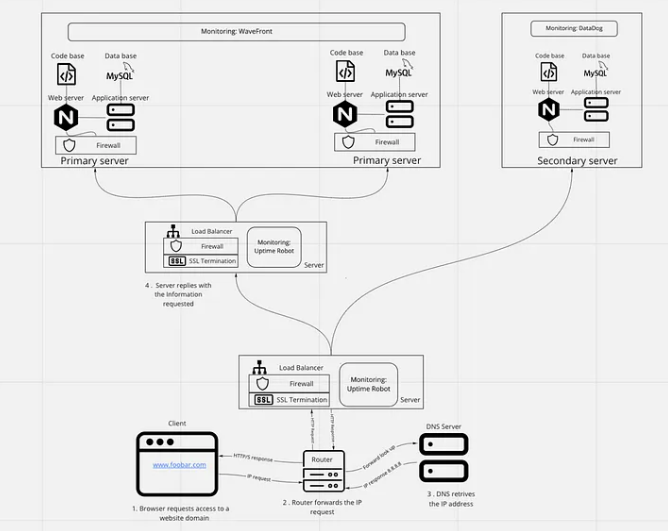 Monitoring: WaveFront
Monitoring: DataDog
Code base
Data base
MySQL
Web server
Application server
Firewall
Primary server
Code base
Data base
MySQL
Web server
Application server
Firewall
Primary server
Code base
Data base
MySQL
Web server
Application server
Firewall
Secondary server
Load Balancer
Firewall
SSL
SSL Termination
Monitoring:
Uptime Robot
Server
4 . Server replies with
the Information
requested
Load Balancer
Firewall
SSL
SSL Termination
Monitoring:
Uptime Robot
Server
HTTP Request
HTTP Response
Client
www.foobar.com
HTTPS response
IP request
Router
Forward look up
IP response 8.8.8.8
DNS Server
1. Browser requests access to a
website domain
2 . Router forwards the IP
request
3 . DNS retrives
the IP address